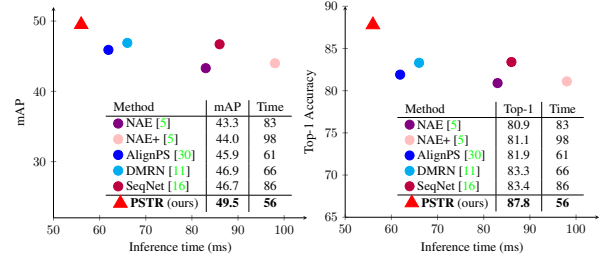 50
40
30
mAP
Method mAP Time
NAE [5] 43.3 83
NAE+ [5] 44.0 98
AlignPS [30] 45.9 61
DMRN [11] 46.9 66
SeqNet [16] 46.7 86
PSTR (ours) 49.5 56
50 60 70 80 90 100
Inference time (ms)
90
85
80
75
70
65
Top-1 Accuracy
Method Top-1 Time
NAE [5] 80.9 83
NAE+ [5] 81.1 98
AlignPS [30] 81.9 61
DMRN [11] 83.3 66
SeqNet [16] 83.4 86
PSTR (ours) 87.8 56
50 60 70 80 90 100
Inference time (ms)